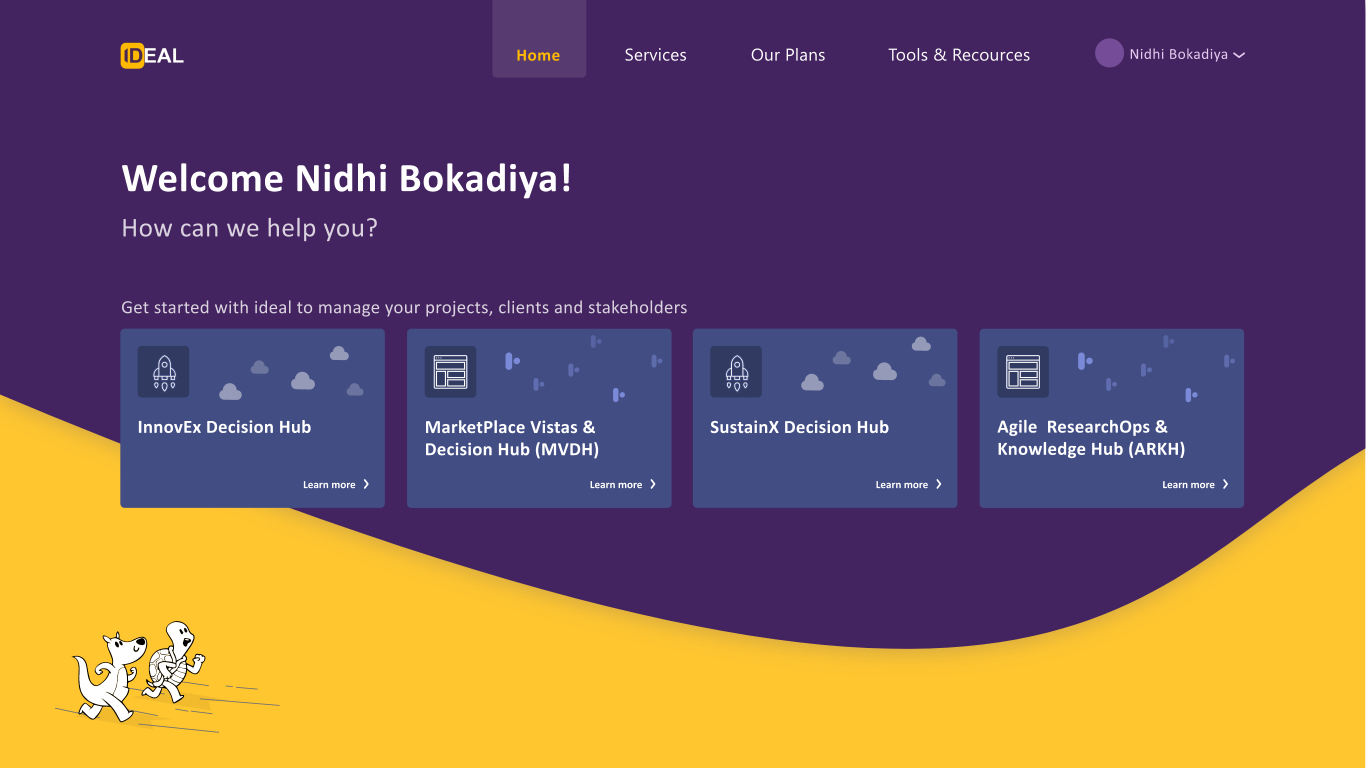 IDEAL
Home
Services
Our Plans
Tools & Recources
Nidhi Bokadiya
Welcome Nidhi Bokadiya!
How can we help you?
Get started with ideal to manage your projects, clients and stakeholders
InnovEx Decision Hub
Learn more
MarketPlace Vistas &
Decision Hub (MVDH)
Learn more
SustainX Decision Hub
Learn more
Agile  ResearchOps &
Knowledge Hub (ARKH)
Learn more